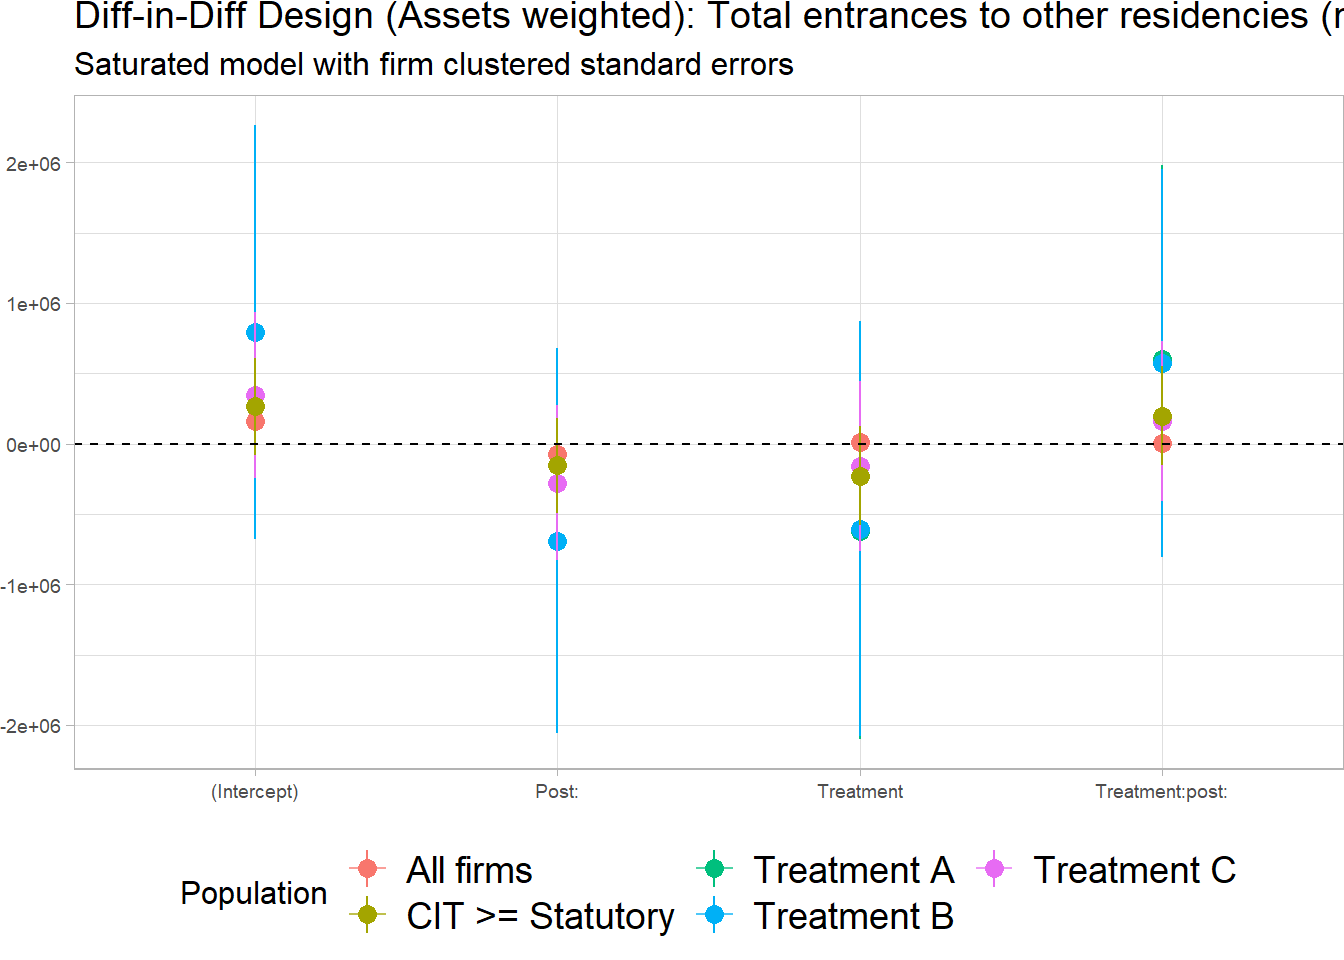 Diff-in-Diff Design (Assets weighted): Total entrances to other residencies (
Saturated model with firm clustered standard errors
2e+06
1e+06
0e+00
-1e+06
-2e+06
(Intercept)
Post:
Treatment
Treatment:post:
Population
All firms
CIT >= Statutory
Treatment A
Treatment B
Treatment C